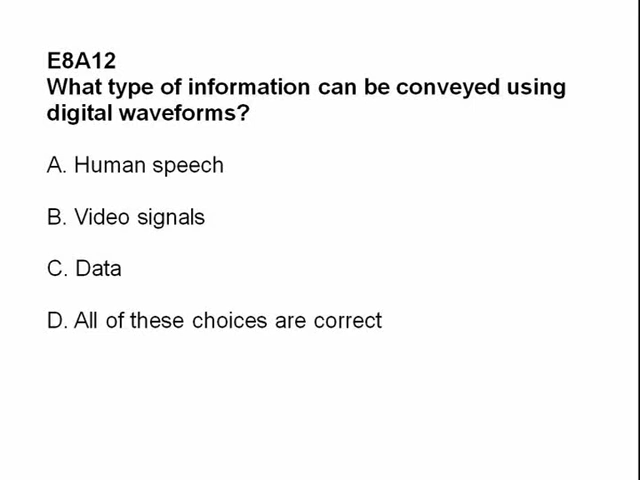 E8A12
What type of information can be conveyed using
digital waveforms?
A. Human speech
B. Video signals
C. Data
D. All of these choices are correct